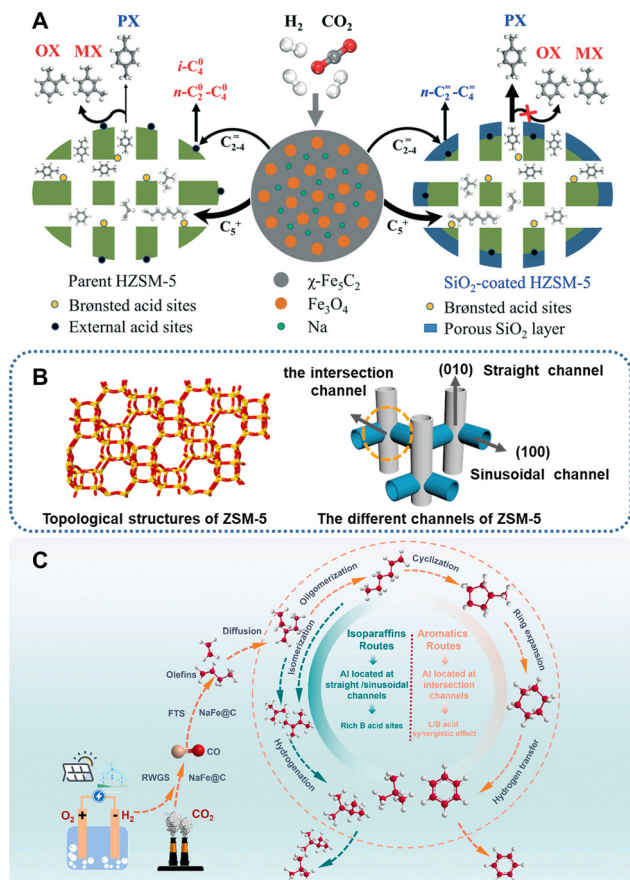 A
OX
MX
PX
i-C₄⁰
n-C₂⁰-C₄⁰
H₂
CO₂
PX
OX
MX
n-C₂⁼-C₄⁼
C₂₋₄⁼
C₅⁺
C₂₋₄⁼
C₅⁺
Parent HZSM-5
Brønsted acid sites
External acid sites
χ-Fe₅C₂
Fe₃O₄
Na
SiO₂-coated HZSM-5
Brønsted acid sites
Porous SiO₂ layer
B
Topological structures of ZSM-5
the intersection
channel
(010)
Straight channel
(100)
Sinusoidal channel
The different channels of ZSM-5
C
Oligomerization
Cyclization
Ring expansion
Hydrogen transfer
Diffusion
Isomerization
Hydrogenation
Olefins
FTS
NaFe@C
CO
RWGS
NaFe@C
O₂
+
-
H₂
CO₂
Isoparaffins
Routes
Al located at
straight /sinusoidal
channels
Rich B acid sites
Aromatics
Routes
Al located at
intersection
channels
L/B acid
synergistic effect